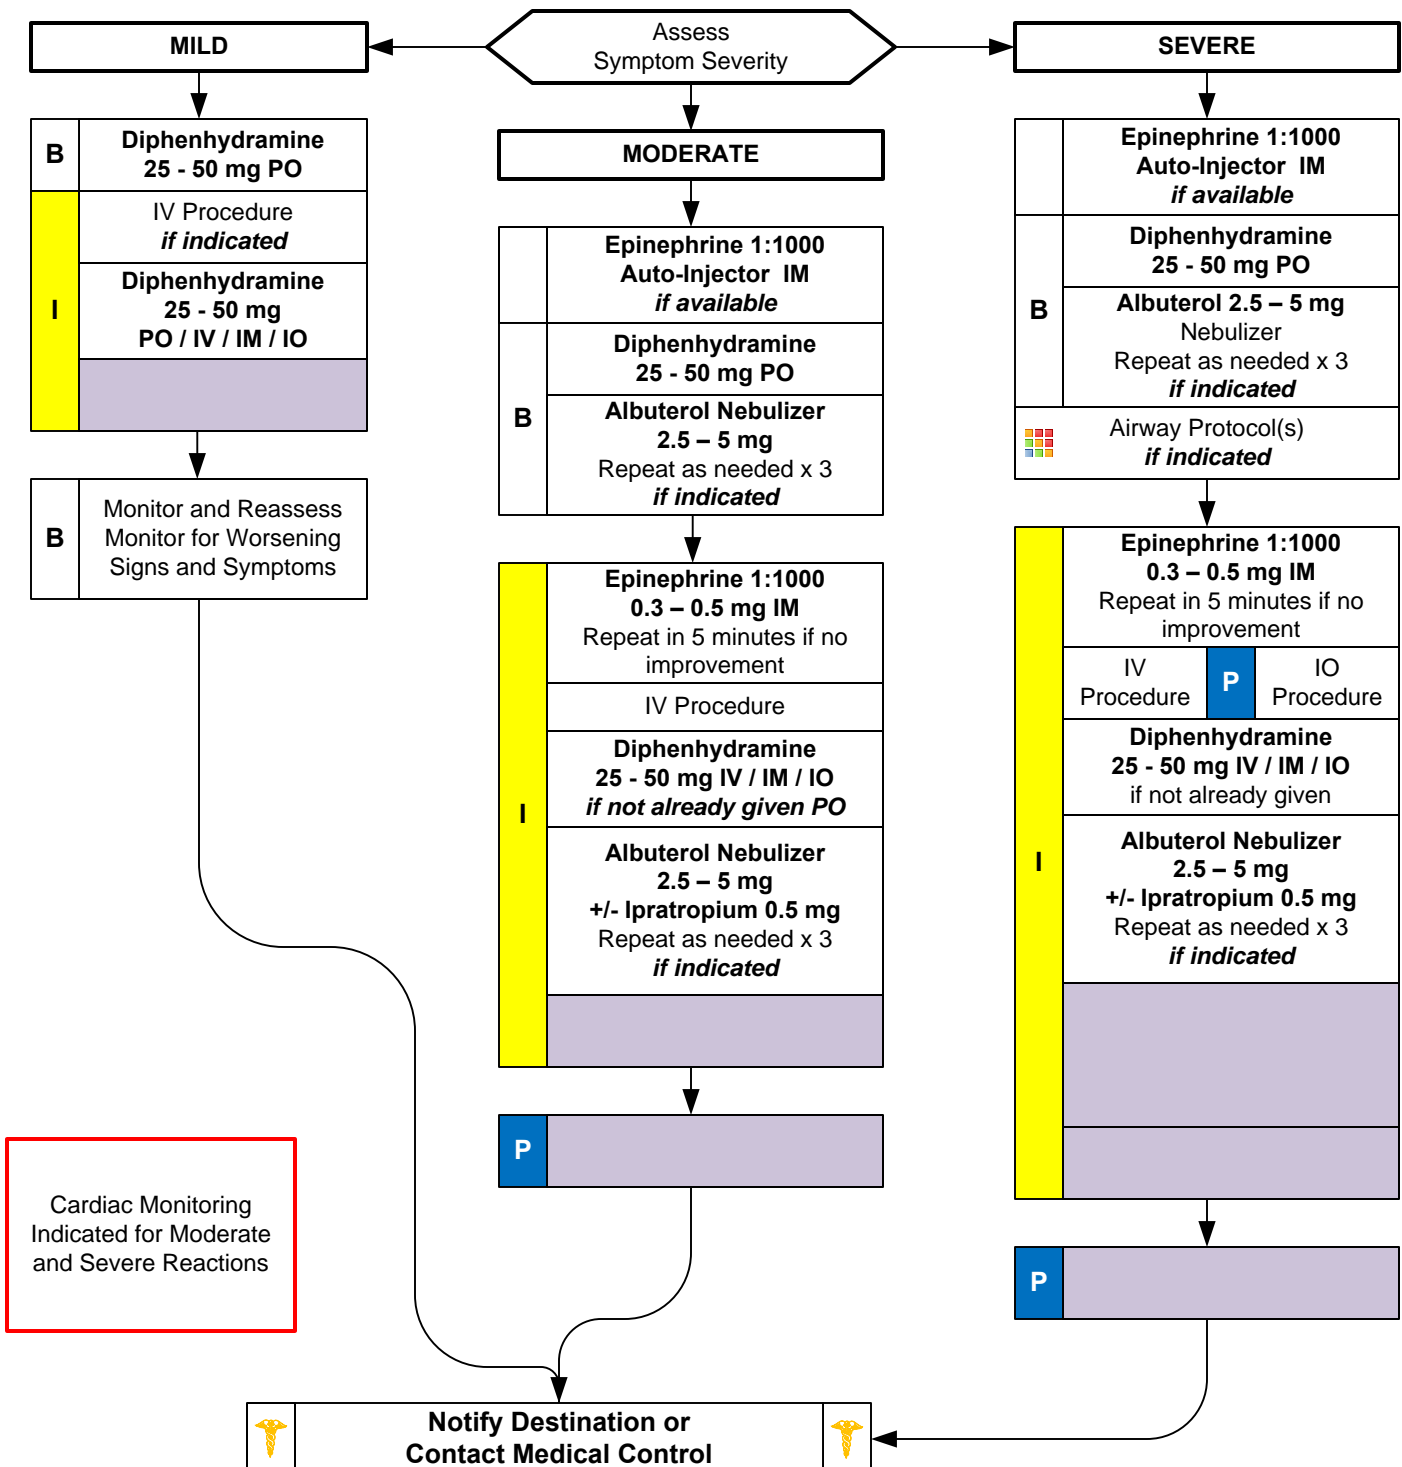 Assess
Symptom Severity
MILD
B
Diphenhydramine
25 - 50 mg PO
I
IV Procedure
if indicated
Diphenhydramine
25 - 50 mg
PO / IV / IM / IO
B
Monitor and Reassess
Monitor for Worsening
Signs and Symptoms
MODERATE
Epinephrine 1:1000
Auto-Injector IM
if available
B
Diphenhydramine
25 - 50 mg PO
Albuterol Nebulizer
2.5 – 5 mg
Repeat as needed x 3
if indicated
I
Epinephrine 1:1000
0.3 – 0.5 mg IM
Repeat in 5 minutes if no
improvement
IV Procedure
Diphenhydramine
25 - 50 mg IV / IM / IO
if not already given PO
Albuterol Nebulizer
2.5 – 5 mg
+/- Ipratropium 0.5 mg
Repeat as needed x 3
if indicated
P
SEVERE
Epinephrine 1:1000
Auto-Injector IM
if available
B
Diphenhydramine
25 - 50 mg PO
Albuterol 2.5 – 5 mg
Nebulizer
Repeat as needed x 3
if indicated
Airway Protocol(s)
if indicated
I
Epinephrine 1:1000
0.3 – 0.5 mg IM
Repeat in 5 minutes if no
improvement
IV
Procedure
P
IO
Procedure
Diphenhydramine
25 - 50 mg IV / IM / IO
if not already given
Albuterol Nebulizer
2.5 – 5 mg
+/- Ipratropium 0.5 mg
Repeat as needed x 3
if indicated
P
Cardiac Monitoring
Indicated for Moderate
and Severe Reactions
Notify Destination or
Contact Medical Control